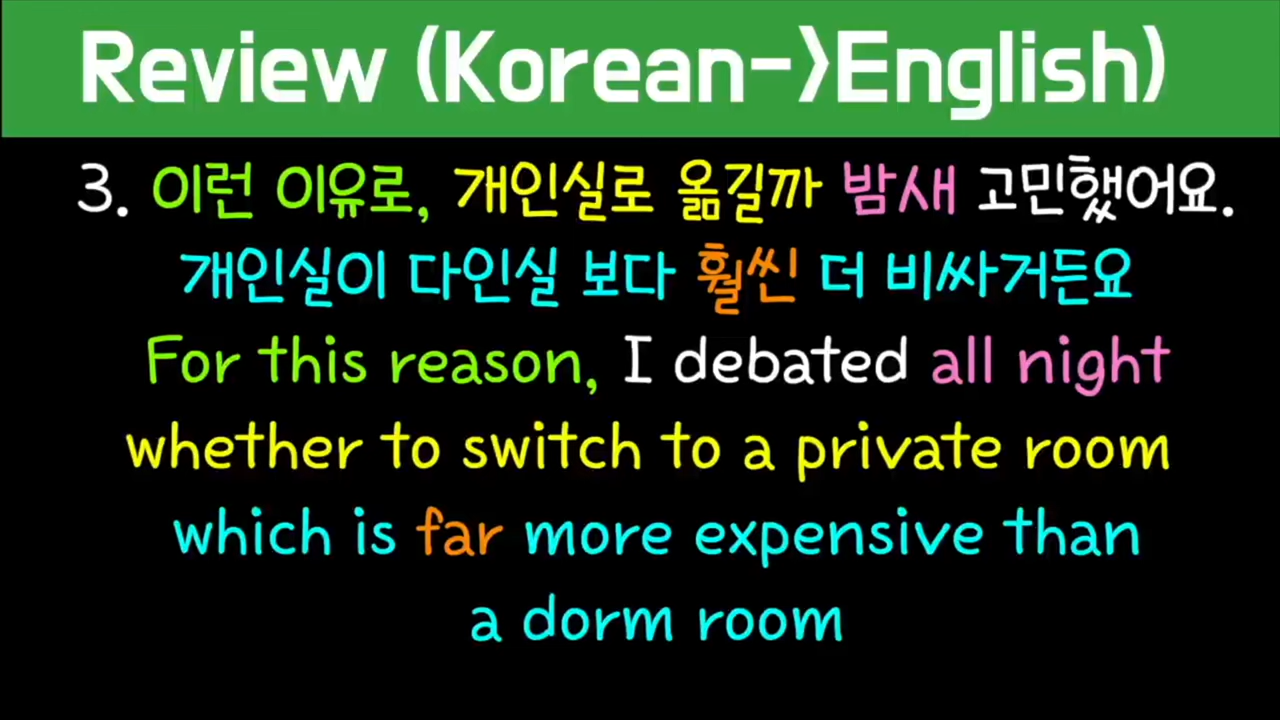 Review (Korean->English)
3. 이런 이유로, 개인실로 옮길까 밤새 고민했어요.
개인실이 다인실 보다 훨씬 더 비싸거든요
For this reason, I debated all night
whether to switch to a private room
which is far more expensive than
a dorm room